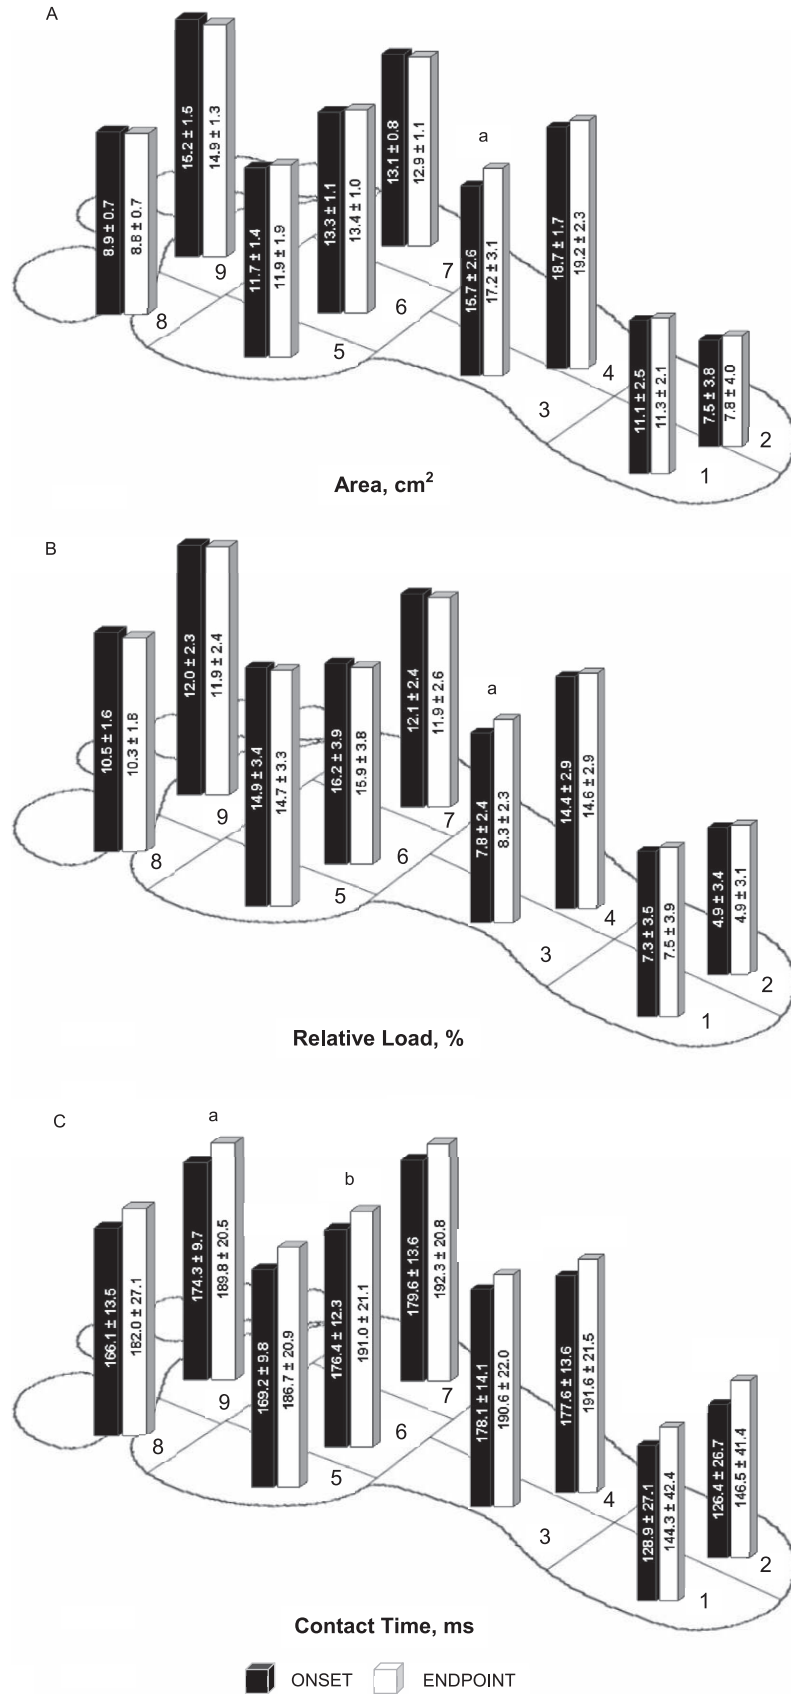 A
15.2 ± 1.5
14.9 ± 1.3
13.1 ± 0.8
12.9 ± 1.1
8.9 ± 0.7
8.8 ± 0.7
13.3 ± 1.1
13.4 ± 1.0
a
18.7 ± 1.7
19.2 ± 2.3
11.7 ± 1.4
11.9 ± 1.9
15.7 ± 2.6
17.2 ± 3.1
9
7
6
8
5
11.1 ± 2.5
11.3 ± 2.1
7.5 ± 3.8
7.8 ± 4.0
4
3
2
1
Area, cm²
B
12.0 ± 2.3
11.9 ± 2.4
12.1 ± 2.4
11.9 ± 2.6
10.5 ± 1.6
10.3 ± 1.8
a
14.9 ± 3.4
14.7 ± 3.3
16.2 ± 3.9
15.9 ± 3.8
7.8 ± 2.4
8.3 ± 2.3
14.4 ± 2.9
14.6 ± 2.9
9
7
8
6
5
7.3 ± 3.5
7.5 ± 3.9
4.9 ± 3.4
4.9 ± 3.1
4
3
2
1
Relative Load, %
C
a
174.3 ± 9.7
189.8 ± 20.5
b
179.6 ± 13.6
192.3 ± 20.8
166.1 ± 13.5
182.0 ± 27.1
169.2 ± 9.8
186.7 ± 20.9
176.4 ± 12.3
191.0 ± 21.1
178.1 ± 14.1
190.6 ± 22.0
177.6 ± 13.6
191.6 ± 21.5
9
7
8
6
5
128.9 ± 27.1
144.3 ± 42.4
126.4 ± 26.7
146.5 ± 41.4
4
3
2
1
Contact Time, ms
ONSET ENDPOINT